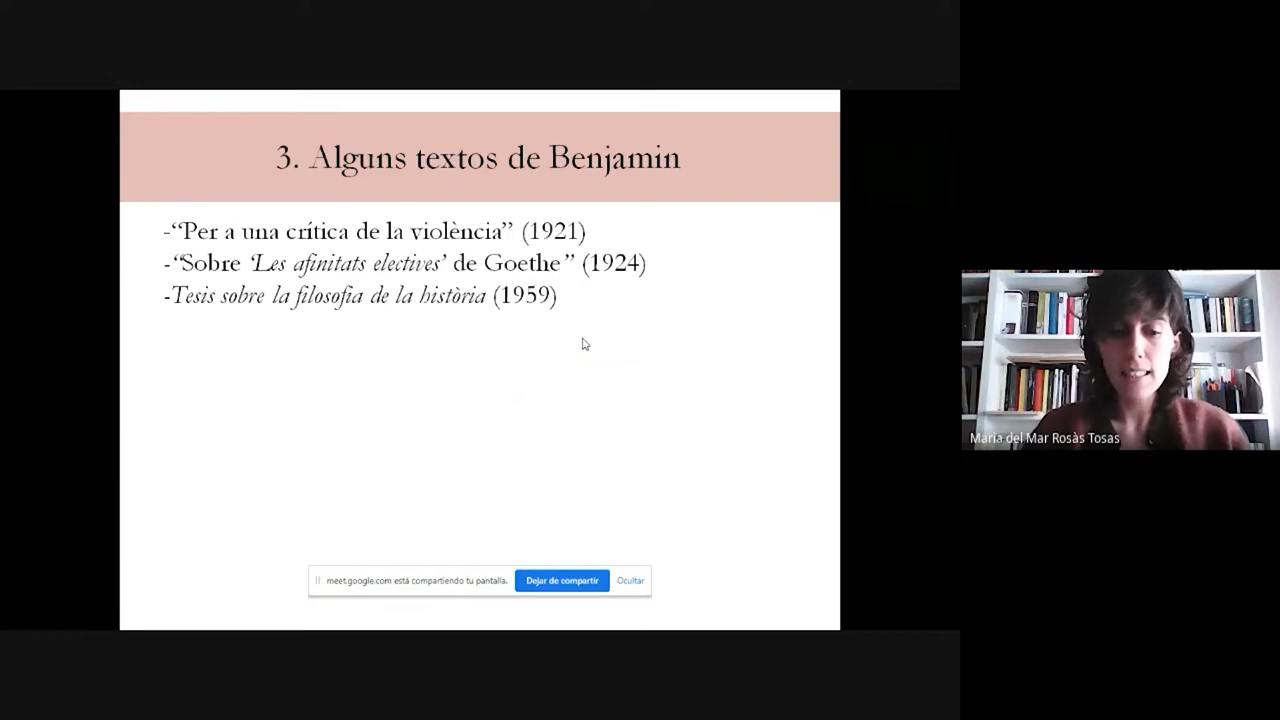 3. Alguns textos de Benjamin
-“Per a una crítica de la violència” (1921)
-“Sobre ‘Les afinitats electives’ de Goethe” (1924)
-Tesis sobre la filosofia de la història (1959)
Maria del Mar Rosàs Tosas
meet.google.com está compartiendo tu pantalla. Dejar de compartir Ocultar